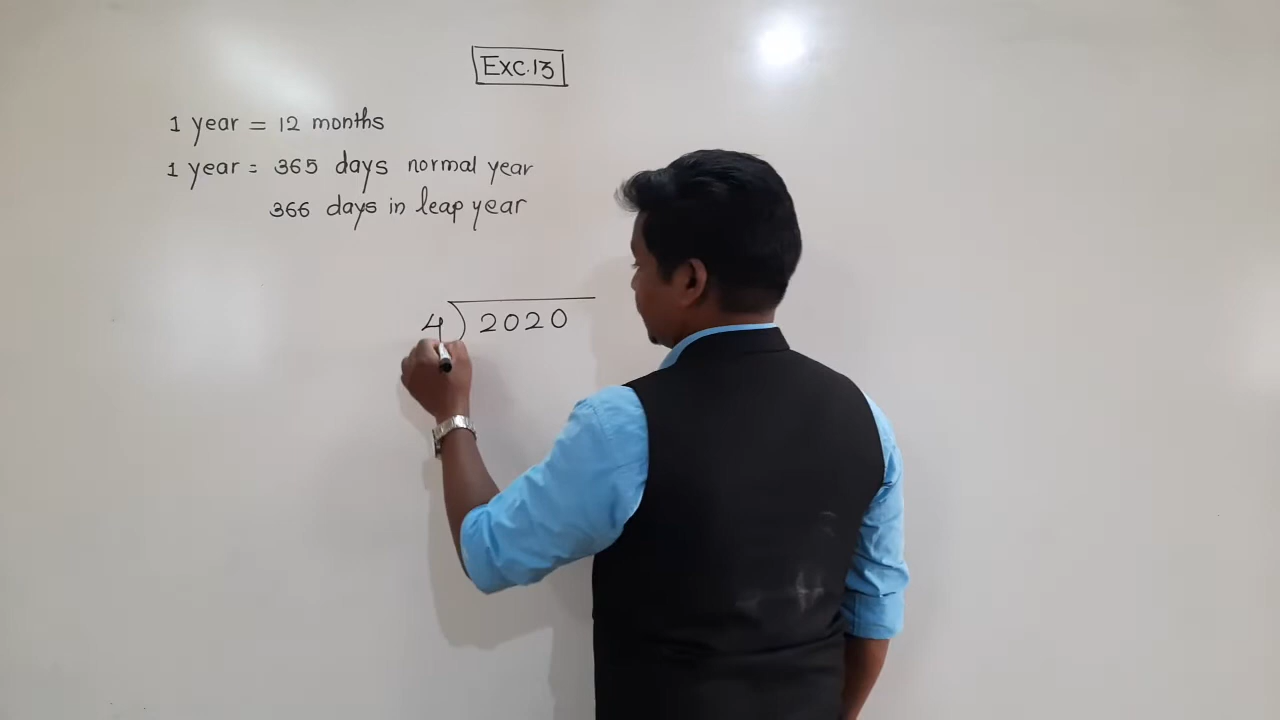 Exc.13
1 year = 12 months
1 year = 365 days normal year
366 days in leap year
4) 2020